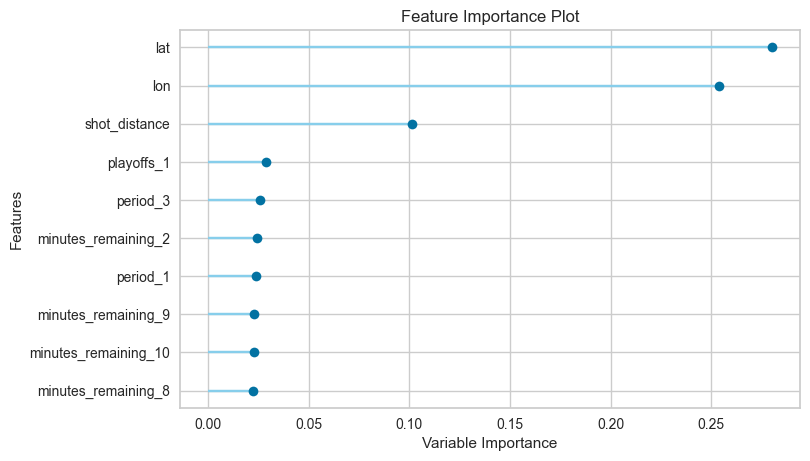 Feature Importance Plot
lat
lon
shot_distance
playoffs_1
period_3
minutes_remaining_2
period_1
minutes_remaining_9
minutes_remaining_10
minutes_remaining_8
Features
0.00 0.05 0.10 0.15 0.20 0.25
Variable Importance